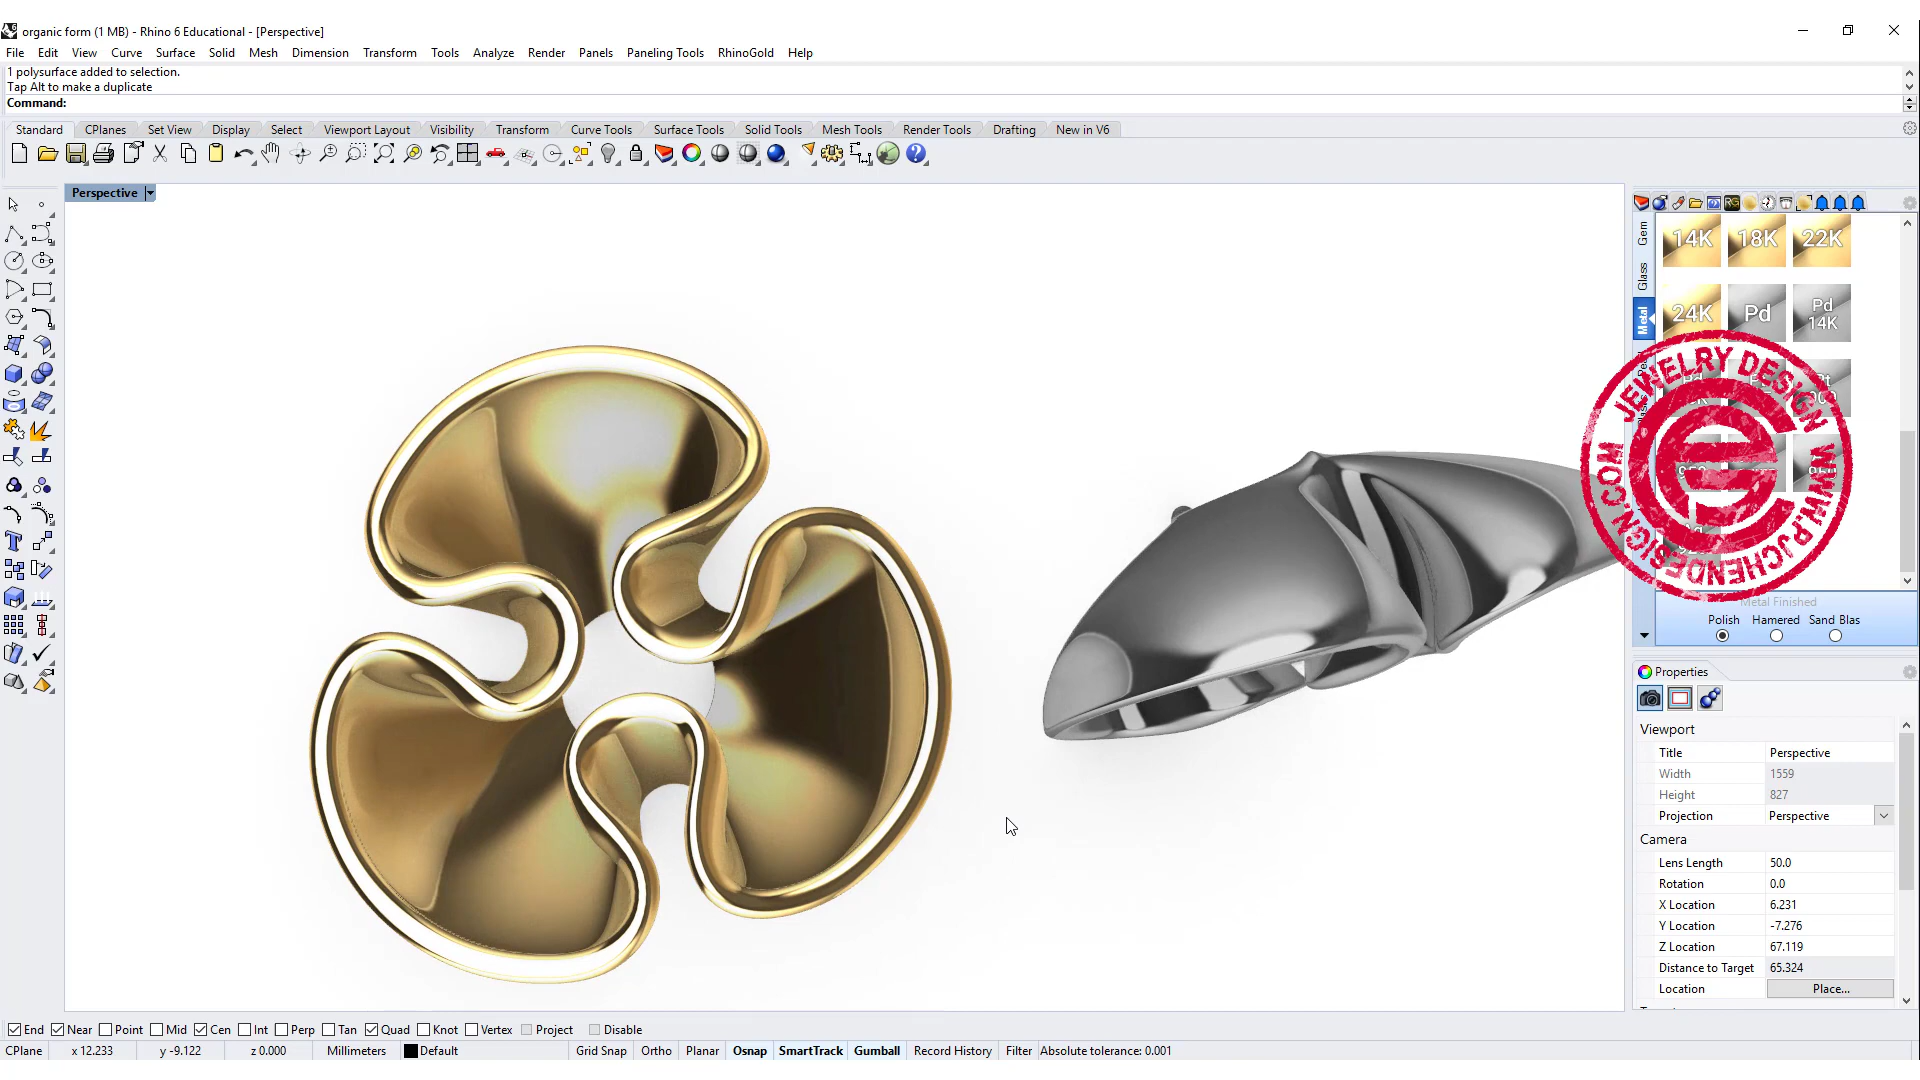 organic form (1 MB) - Rhino 6 Educational - [Perspective]
File Edit View Curve Surface Solid Mesh Dimension Transform Tools Analyze Render Panels Paneling Tools RhinoGold Help
1 polysurface added to selection.
Tap Alt to make a duplicate
Command:
Standard CPlanes Set View Display Select Viewport Layout Visibility Transform Curve Tools Surface Tools Solid Tools Mesh Tools Render Tools Drafting New in V6
Perspective
RG
Gem
Glass
Metal
14K 18K 22K
24K Pd Pd 14K
JEWELRY DESIGN WWW.PJCHENDESIGN.COM
Metal Finished
Polish Hamered Sand Blas
Properties
Viewport
Title Perspective
Width 1559
Height 827
Projection Perspective
Camera
Lens Length 50.0
Rotation 0.0
X Location 6.231
Y Location -7.276
Z Location 67.119
Distance to Target 65.324
Location Place...
End Near Point Mid Cen Int Perp Tan Quad Knot Vertex Project Disable
CPlane x 12.233 y -9.122 z 0.000 Millimeters Default Grid Snap Ortho Planar Osnap SmartTrack Gumball Record History Filter Absolute tolerance: 0.001